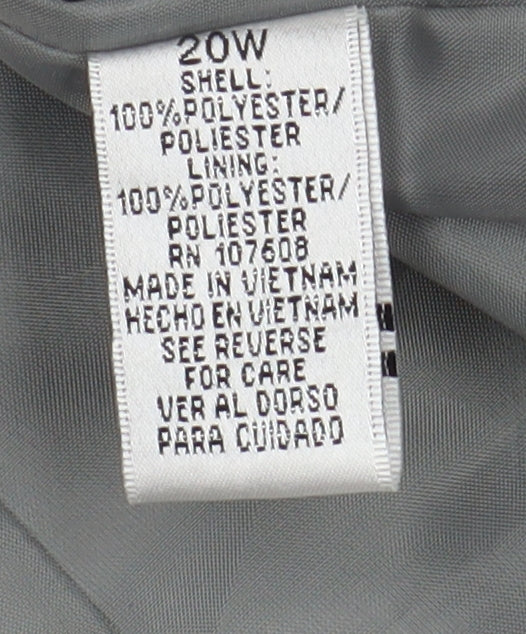 20W
SHELL:
100%POLYESTER/
POLIESTER
LINING:
100%POLYESTER/
POLIESTER
RN 107608
MADE IN VIETNAM
HECHO EN VIETNAM
SEE REVERSE
FOR CARE
VER AL DORSO
PARA CUIDADO